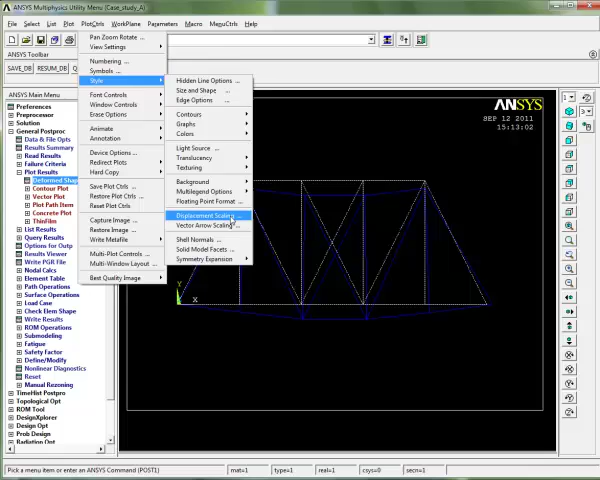 ANSYS Multiphysics Utility Menu (Case_study_A)
File Select List Plot PlotCtrls WorkPlane Parameters Macro MenuCtrls Help
ANSYS Toolbar
SAVE_DB RESUM_DB
ANSYS Main Menu
Preferences
Preprocessor
Solution
General Postproc
Data & File Opts
Results Summary
Read Results
Failure Criteria
Plot Results
Deformed Shap
Contour Plot
Vector Plot
Plot Path Item
Concrete Plot
ThinFilm
List Results
Query Results
Options for Outp
Results Viewer
Write PGR File
Nodal Calcs
Element Table
Path Operations
Surface Operations
Load Case
Check Elem Shape
Write Results
ROM Operations
Submodeling
Fatigue
Safety Factor
Define/Modify
Nonlinear Diagnostics
Reset
Manual Rezoning
TimeHist Postpro
Topological Opt
ROM Tool
DesignXplorer
Design Opt
Prob Design
Radiation Opt
Pan Zoom Rotate ...
View Settings
Numbering ...
Symbols ...
Style
Font Controls
Window Controls
Erase Options
Animate
Annotation
Device Options ...
Redirect Plots
Hard Copy
Save Plot Ctrls ...
Restore Plot Ctrls ...
Reset Plot Ctrls
Capture Image ...
Restore Image ...
Write Metafile
Multi-Plot Controls ...
Multi-Window Layout ...
Best Quality Image
Hidden Line Options ...
Size and Shape ...
Edge Options ...
Contours
Graphs
Colors
Light Source ...
Translucency
Texturing
Background
Multilegend Options
Floating Point Format ...
Displacement Scaling ...
Vector Arrow Scaling ...
Shell Normals ...
Solid Model Facets ...
Symmetry Expansion
ANSYS
SEP 12 2011
15:13:02
Y
X
1
3
Pick a menu item or enter an ANSYS Command (POST1)
mat=1
type=1
real=1
csys=0
secn=1